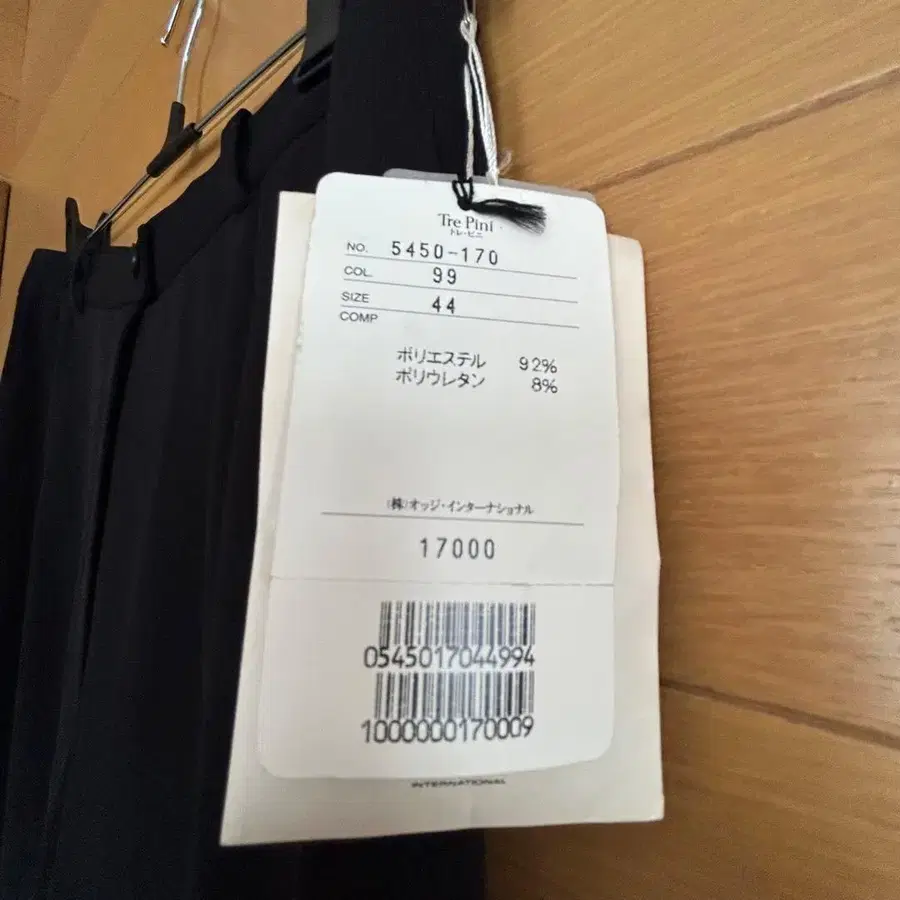 Tre Pini
トレ・ピニ
NO. 5450-170
COL. 99
SIZE 44
COMP
ポリエステル 92%
ポリウレタン 8%
(株)オッジ・インターナショナル
17000
0545017044994
1000000170009
INTERNATIONAL